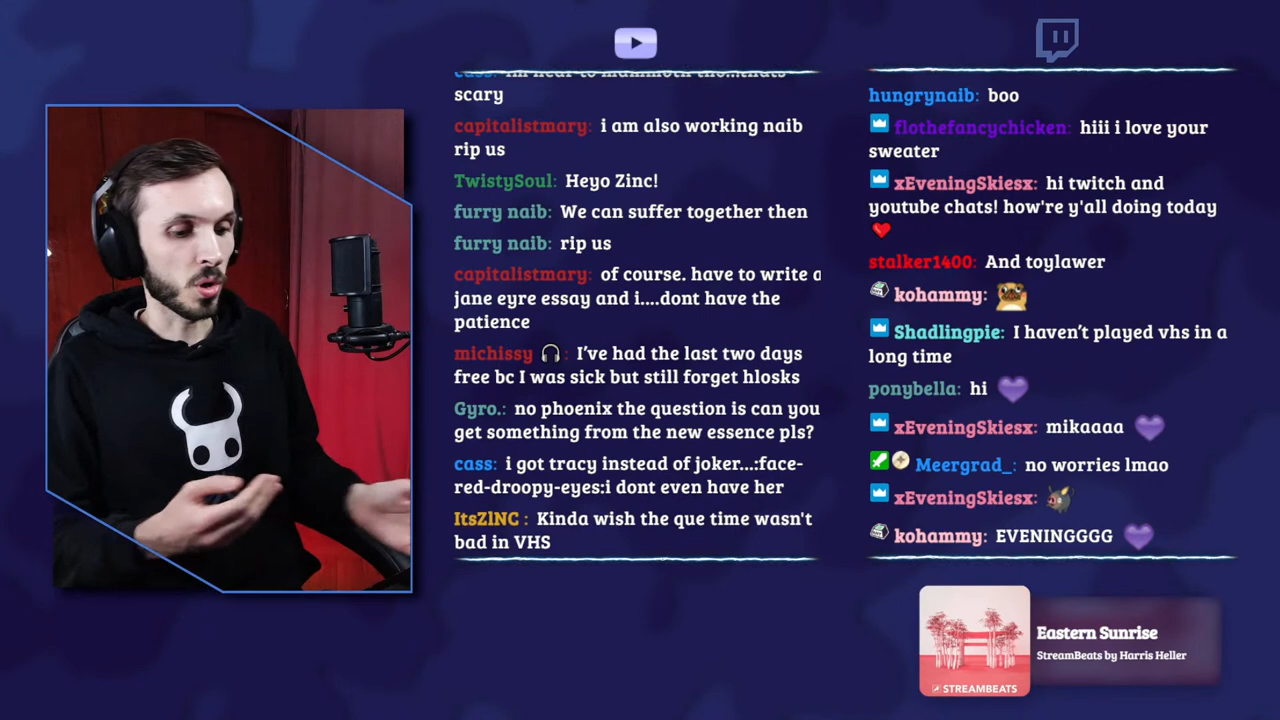 scary
capitalistmary: i am also working naib
rip us
TwistySoul: Heyo Zinc!
furry naib: We can suffer together then
furry naib: rip us
capitalistmary: of course. have to write a
jane eyre essay and i....dont have the
patience
michissy : I've had the last two days
free bc I was sick but still forget hlosks
Gyro.: no phoenix the question is can you
get something from the new essence pls?
cass: i got tracy instead of joker...:face-
red-droopy-eyes:i dont even have her
ItsZINC : Kinda wish the que time wasn't
bad in VHS
hungrynaib: boo
flothefancychicken: hiii i love your
sweater
xEveningSkiesx: hi twitch and
youtube chats! how're y'all doing today
stalker1400: And toylawer
kohammy:
Shadlingpie: I haven't played vhs in a
long time
ponybella: hi
xEveningSkiesx: mikaaaa
Meergrad_: no worries lmao
xEveningSkiesx:
kohammy: EVENINGGGG
Eastern Sunrise
StreamBeats by Harris Heller
STREAMBEATS